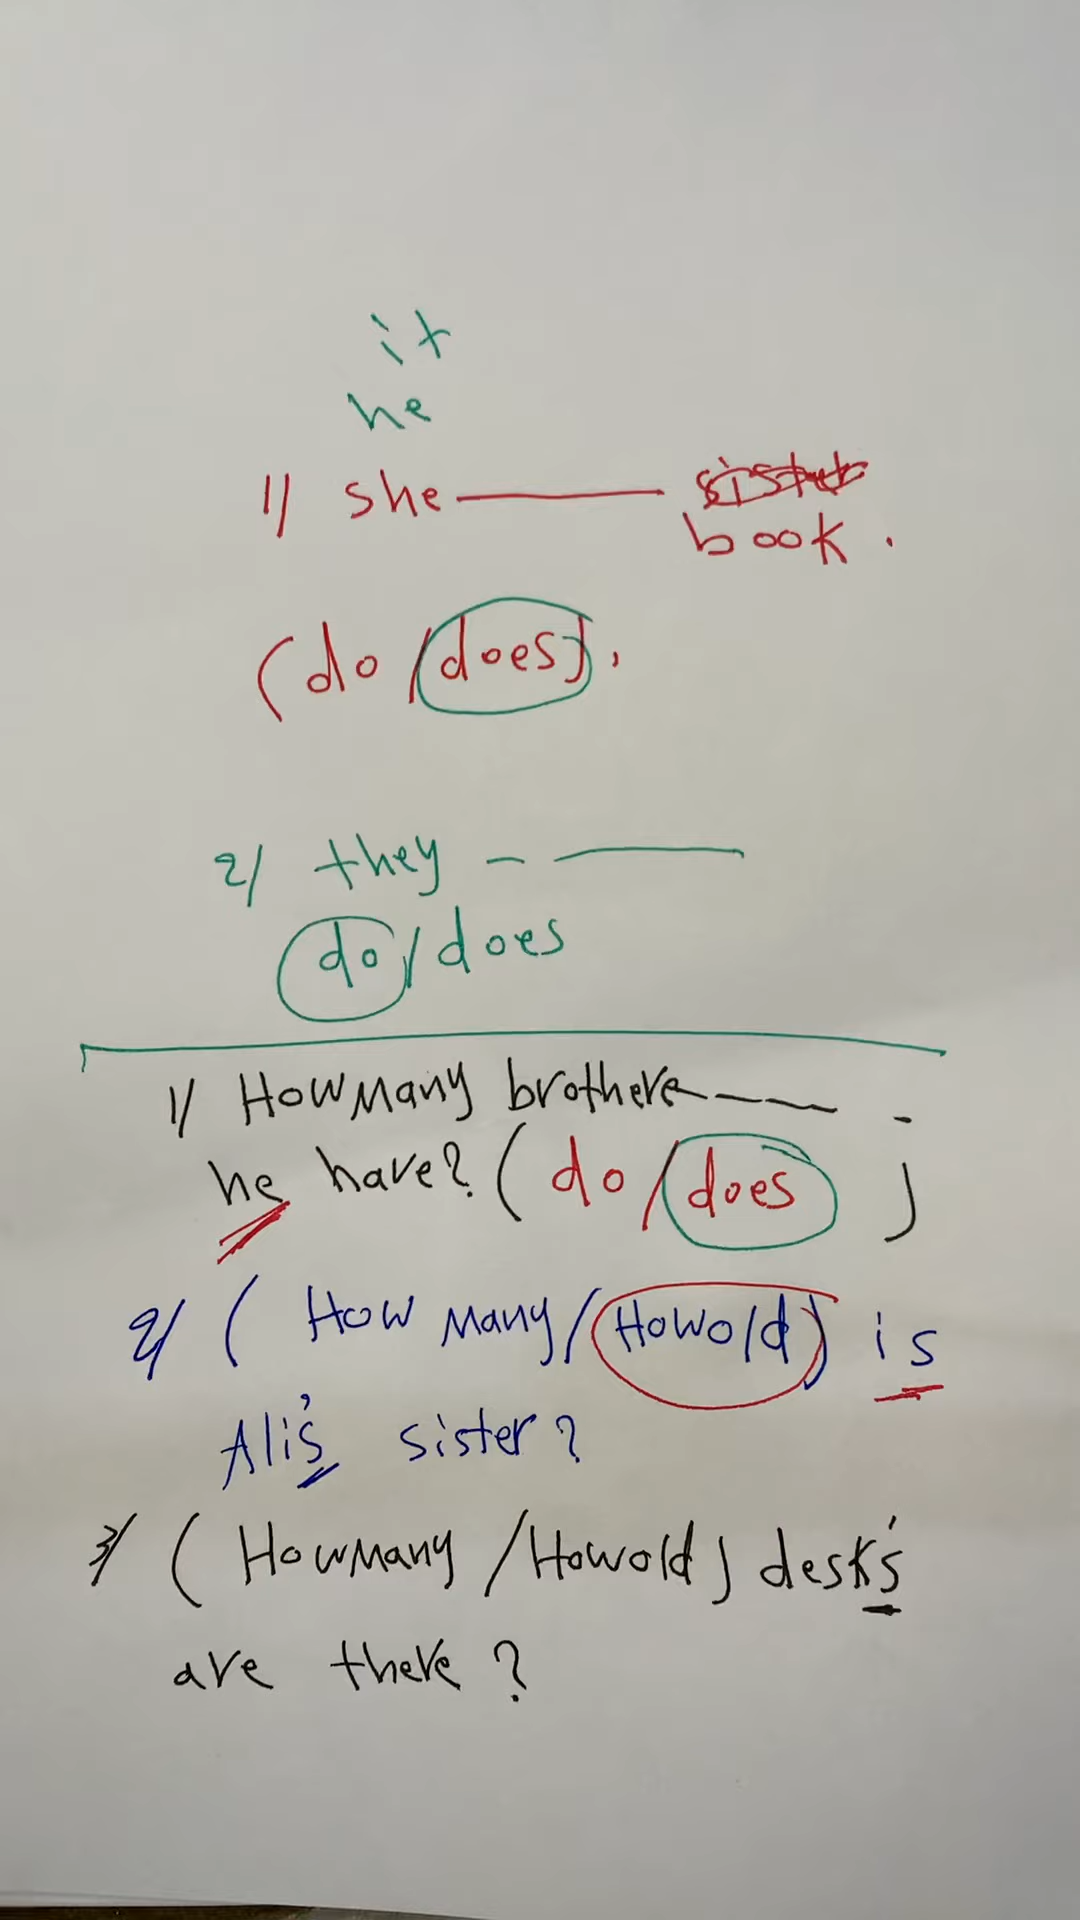 it
he
1/ she ———
book.
(do/does).
2/ they - ———
do/does
1/ How Many brothere ———-
he have? (do/does)
2/ (How Many/How old) is
Ali's sister?
3/ (How Many/How old) desk's
are there?